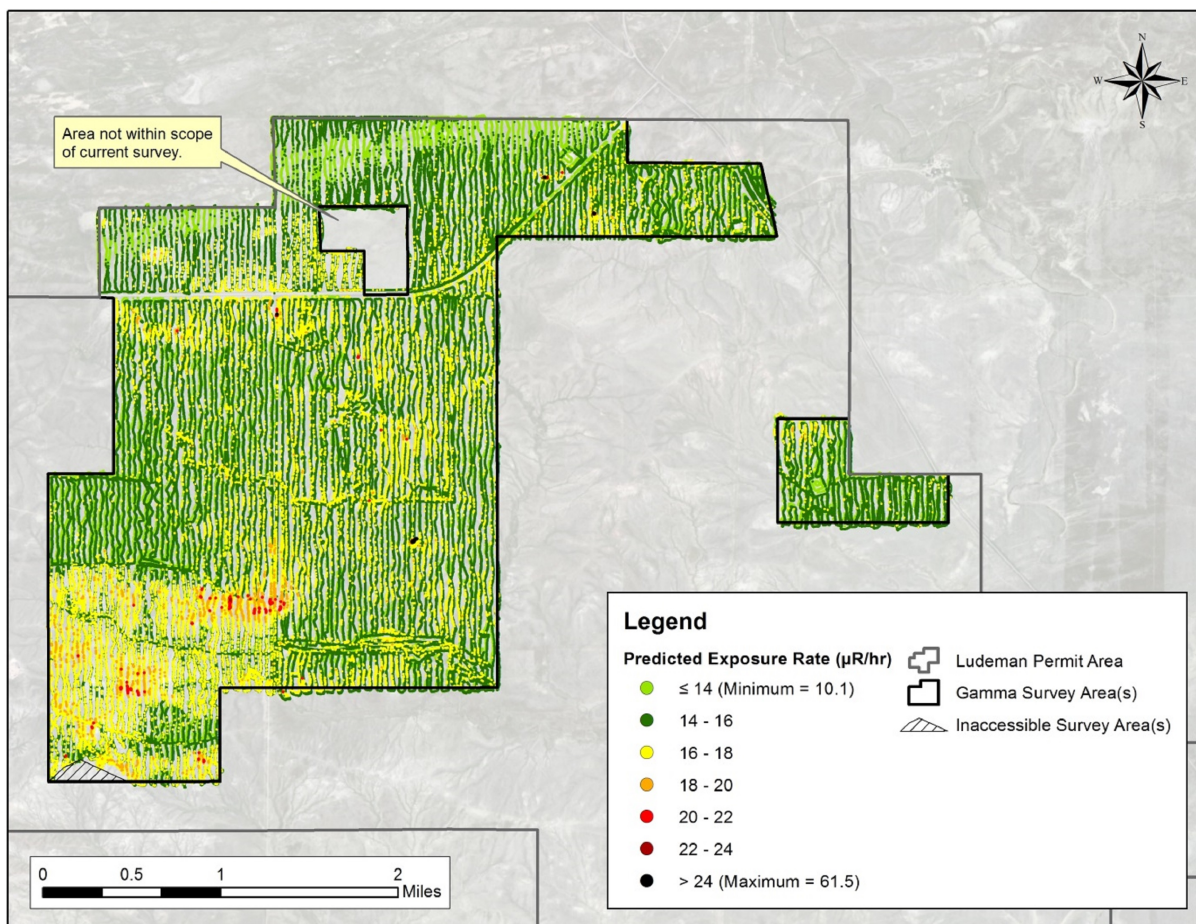 N
W E
S
Area not within scope
of current survey.
Legend
Predicted Exposure Rate (µR/hr)
≤ 14 (Minimum = 10.1)
14 - 16
16 - 18
18 - 20
20 - 22
22 - 24
> 24 (Maximum = 61.5)
Ludeman Permit Area
Gamma Survey Area(s)
Inaccessible Survey Area(s)
0 0.5 1 2
Miles